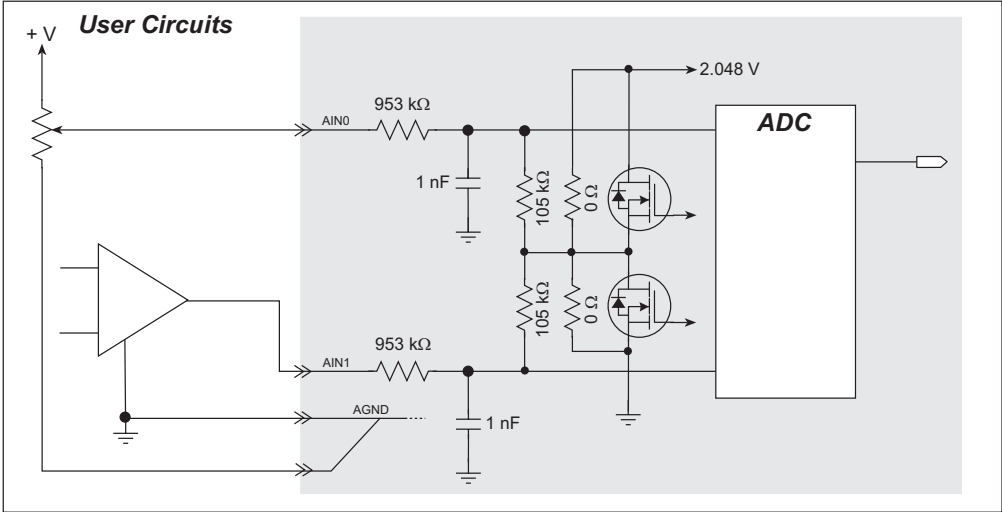 User Circuits
+ V
2.048 V
953 kΩ
AIN0
ADC
1 nF
105 kΩ
0 Ω
105 kΩ
0 Ω
953 kΩ
AIN1
AGND
1 nF